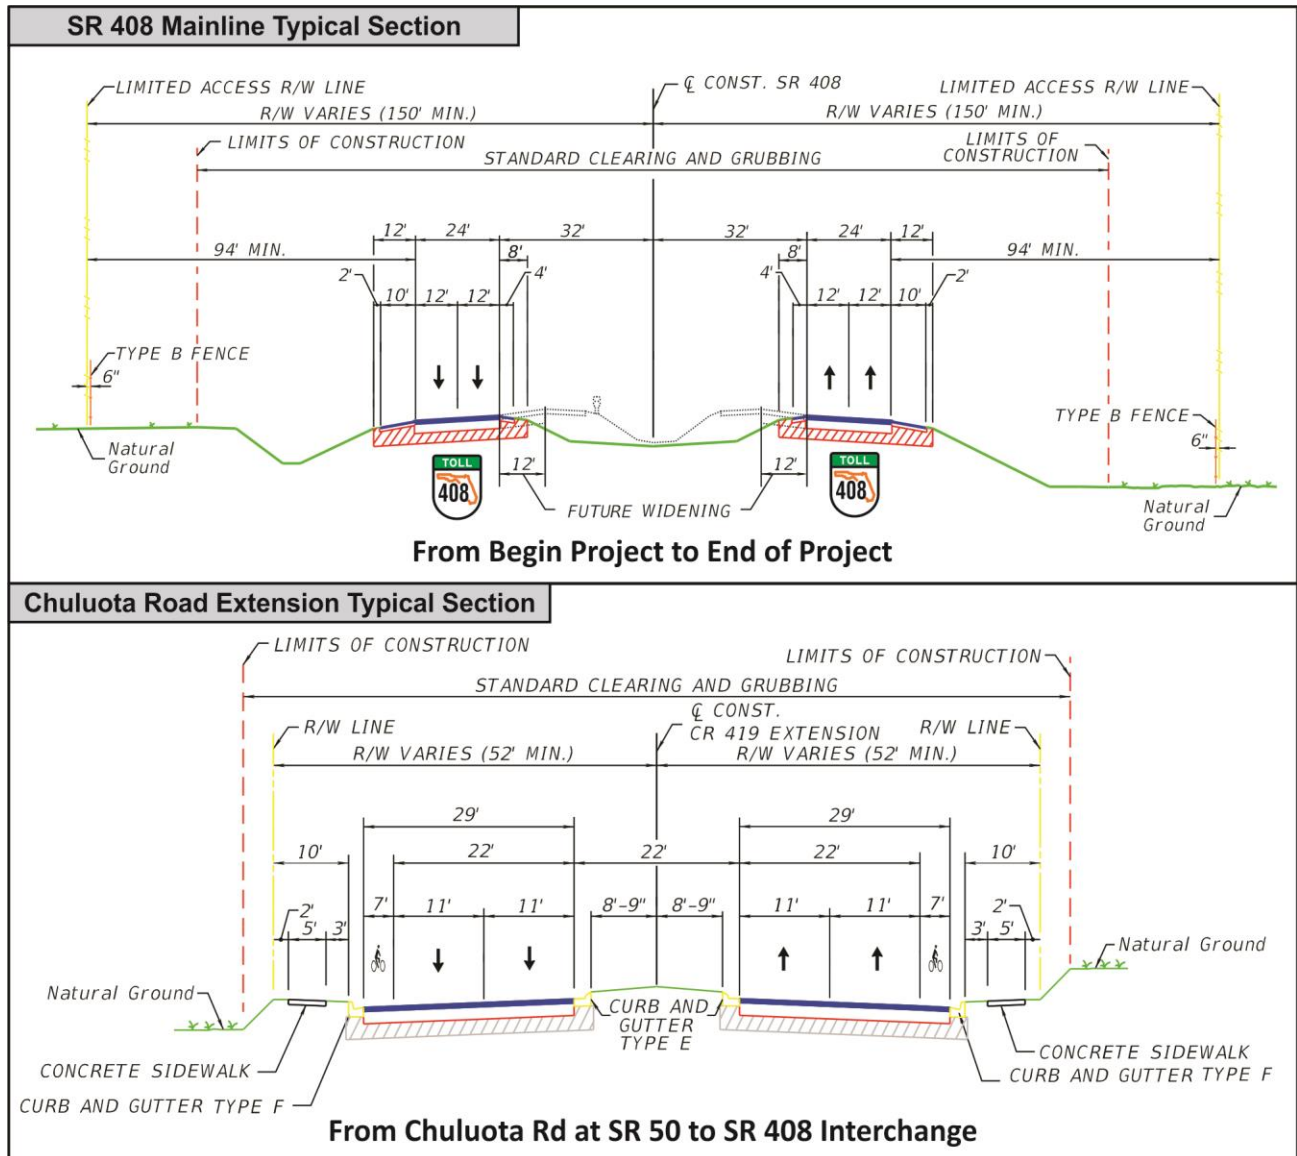 SR 408 Mainline Typical Section
LIMITED ACCESS R/W LINE
℄ CONST. SR 408
LIMITED ACCESS R/W LINE
R/W VARIES (150' MIN.)
R/W VARIES (150' MIN.)
LIMITS OF CONSTRUCTION
STANDARD CLEARING AND GRUBBING
LIMITS OF
CONSTRUCTION
12'
24'
32'
32'
24'
12'
94' MIN.
8'
8'
94' MIN.
2'
10'
12'
12'
4'
4'
12'
12'
10'
2'
TYPE B FENCE
6"
TYPE B FENCE
6"
Natural
Ground
TOLL
408
12'
FUTURE WIDENING
12'
TOLL
408
Natural
Ground
From Begin Project to End of Project
Chuluota Road Extension Typical Section
LIMITS OF CONSTRUCTION
LIMITS OF CONSTRUCTION
STANDARD CLEARING AND GRUBBING
R/W LINE
℄ CONST.
CR 419 EXTENSION
R/W LINE
R/W VARIES (52' MIN.)
R/W VARIES (52' MIN.)
29'
29'
10'
22'
22'
22'
10'
2'
5'
3'
7'
11'
11'
8'-9"
8'-9"
11'
11'
7'
3'
5'
2'
Natural Ground
Natural Ground
CURB AND
GUTTER
TYPE E
CONCRETE SIDEWALK
CURB AND GUTTER TYPE F
CONCRETE SIDEWALK
CURB AND GUTTER TYPE F
From Chuluota Rd at SR 50 to SR 408 Interchange